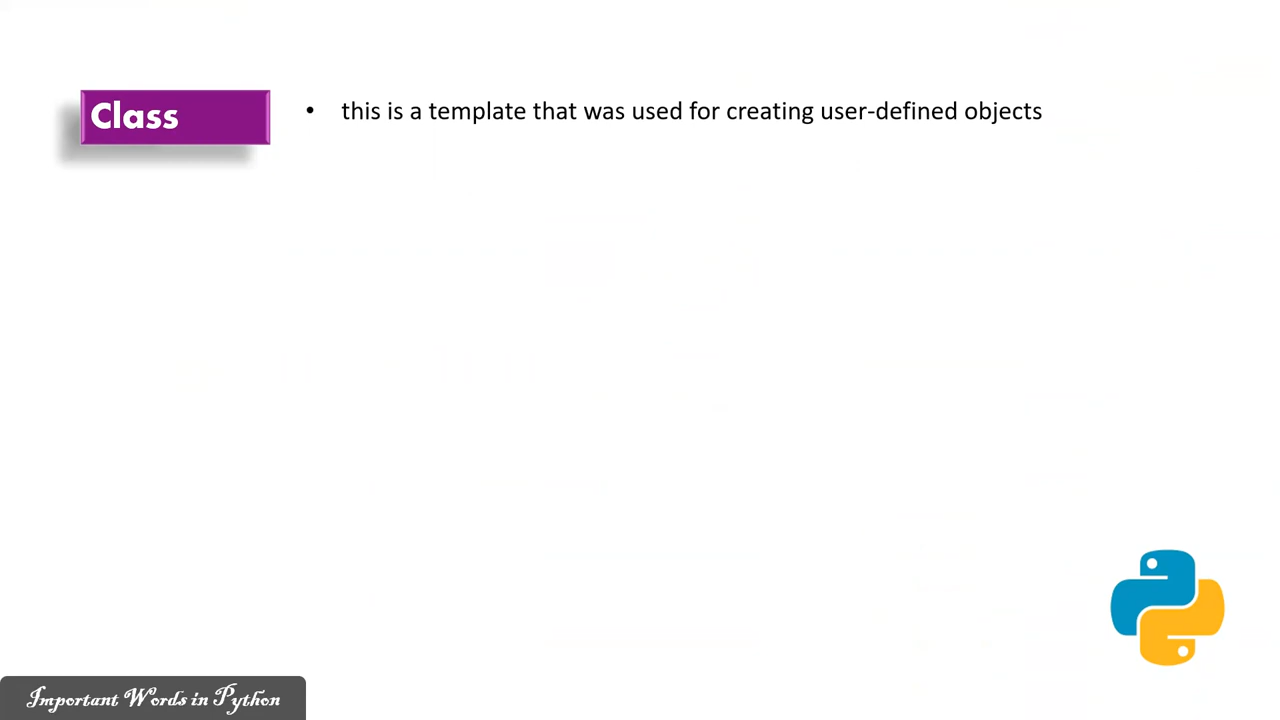 Class
• this is a template that was used for creating user-defined objects
Important Words in Python